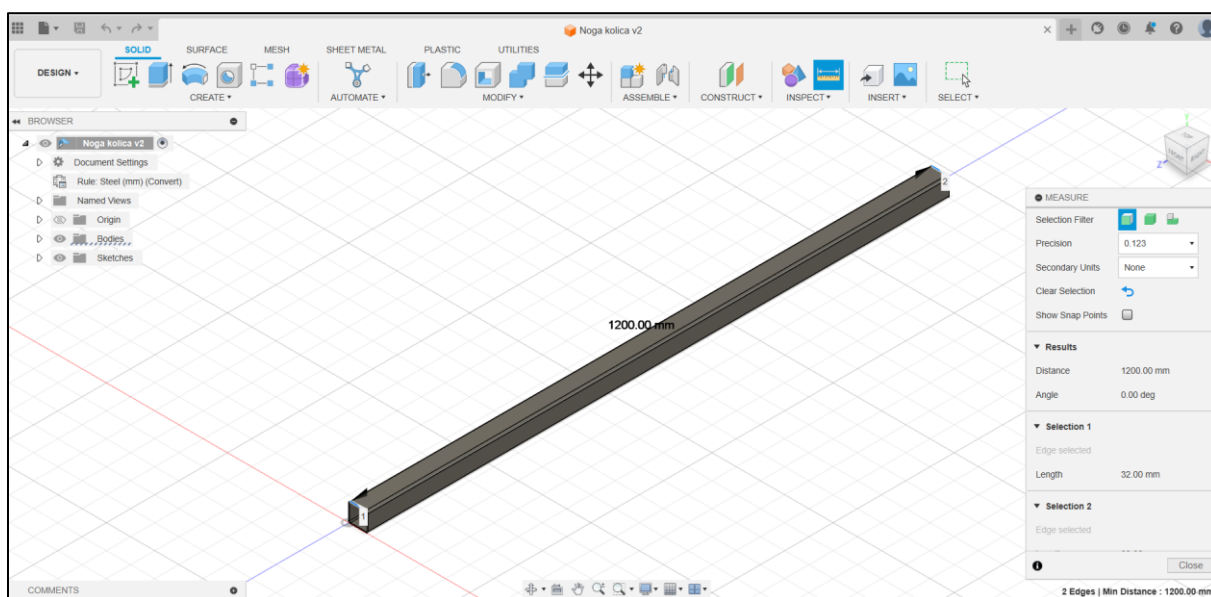 Noga kolica v2
SOLID SURFACE MESH SHEET METAL PLASTIC UTILITIES
DESIGN
CREATE AUTOMATE MODIFY ASSEMBLE CONSTRUCT INSPECT INSERT SELECT
BROWSER
Noga kolica v2
Document Settings
Rule: Steel (mm) (Convert)
Named Views
Origin
Bodies
Sketches
2
1200.00 mm
1
MEASURE
Selection Filter
Precision 0.123
Secondary Units None
Clear Selection
Show Snap Points
Results
Distance 1200.00 mm
Angle 0.00 deg
Selection 1
Edge selected
Length 32.00 mm
Selection 2
Edge selected
Close
COMMENTS
2 Edges | Min Distance : 1200.00 mm